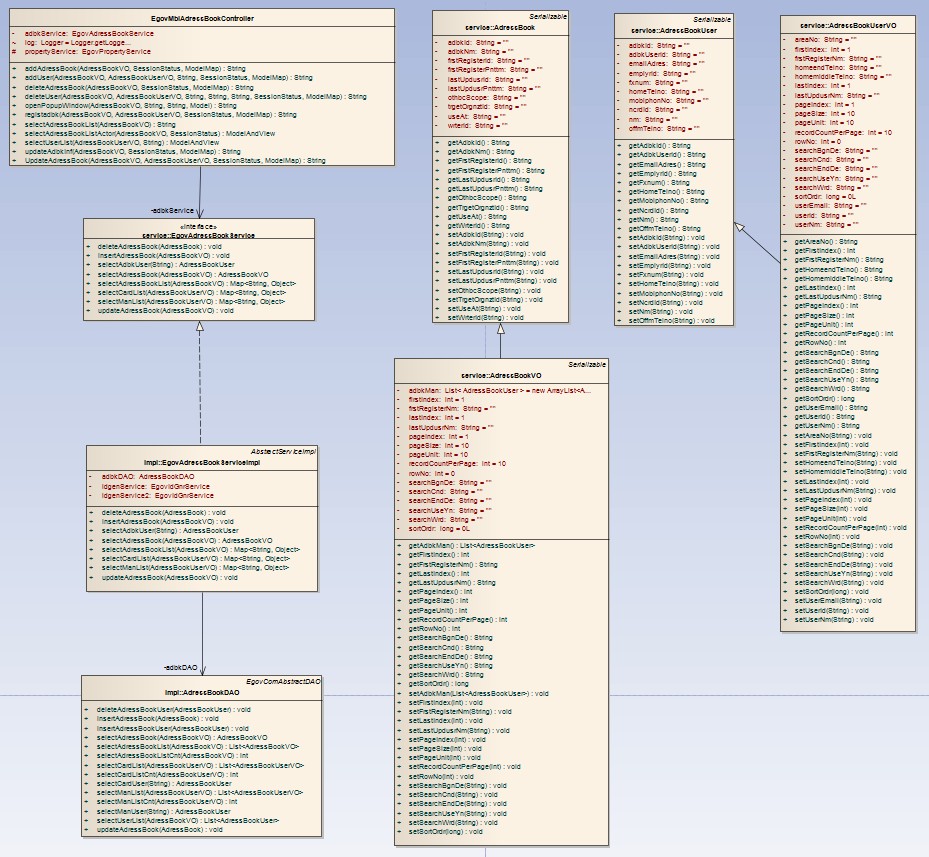 EgovMblAdressBookController
- adbkService: EgovAdressBookService
~ log: Logger = Logger.getLogge...
# propertyService: EgovPropertyService
+ addAdressBook(AdressBookVO, SessionStatus, ModelMap) : String
+ addUser(AdressBookVO, AdressBookUserVO, String, SessionStatus, ModelMap) : String
+ deleteAdressBook(AdressBookVO, SessionStatus, ModelMap) : String
+ deleteUser(AdressBookVO, AdressBookUserVO, String, String, String, SessionStatus, ModelMap) : String
+ openPopupWindow(AdressBookVO, String, String, Model) : String
+ registadbk(AdressBookVO, AdressBookUserVO, SessionStatus, ModelMap) : String
+ selectAdressBookList(AdressBookVO) : String
+ selectAdressBookListActor(AdressBookVO, SessionStatus) : ModelAndView
+ selectUserList(AdressBookUserVO, String) : ModelAndView
+ updateAdbkInf(AdressBookVO, SessionStatus, ModelMap) : String
+ UpdateAdressBook(AdressBookVO, AdressBookUserVO, SessionStatus, ModelMap) : String
-adbkService
«interface»
service::EgovAdressBookService
+ deleteAdressBook(AdressBook) : void
+ insertAdressBook(AdressBookVO) : void
+ selectAdbkUser(String) : AdressBookUser
+ selectAdressBook(AdressBookVO) : AdressBookVO
+ selectAdressBookList(AdressBookVO) : Map<String, Object>
+ selectCardList(AdressBookUserVO) : Map<String, Object>
+ selectManList(AdressBookUserVO) : Map<String, Object>
+ updateAdressBook(AdressBookVO) : void
AbstractServiceImpl
impl::EgovAdressBookServiceImpl
- adbkDAO: AdressBookDAO
- idgenService: EgovIdGnrService
- idgenService2: EgovIdGnrService
+ deleteAdressBook(AdressBook) : void
+ insertAdressBook(AdressBookVO) : void
+ selectAdbkUser(String) : AdressBookUser
+ selectAdressBook(AdressBookVO) : AdressBookVO
+ selectAdressBookList(AdressBookVO) : Map<String, Object>
+ selectCardList(AdressBookUserVO) : Map<String, Object>
+ selectManList(AdressBookUserVO) : Map<String, Object>
+ updateAdressBook(AdressBookVO) : void
-adbkDAO
EgovComAbstractDAO
impl::AdressBookDAO
+ deleteAdressBookUser(AdressBookUser) : void
+ insertAdressBook(AdressBook) : void
+ insertAdressBookUser(AdressBookUser) : void
+ selectAdressBook(AdressBookVO) : AdressBookVO
+ selectAdressBookList(AdressBookVO) : List<AdressBookVO>
+ selectAdressBookListCnt(AdressBookVO) : int
+ selectCardList(AdressBookUserVO) : List<AdressBookUserVO>
+ selectCardListCnt(AdressBookUserVO) : int
+ selectCardUser(String) : AdressBookUser
+ selectManList(AdressBookUserVO) : List<AdressBookUserVO>
+ selectManListCnt(AdressBookUserVO) : int
+ selectManUser(String) : AdressBookUser
+ selectUserList(AdressBookVO) : List<AdressBookUser>
+ updateAdressBook(AdressBook) : void
Serializable
service::AdressBook
- adbkId: String = ""
- adbkNm: String = ""
- frstRegisterId: String = ""
- frstRegisterPnttm: String = ""
- lastUpdusrId: String = ""
- lastUpdusrPnttm: String = ""
- othbcScope: String = ""
- trgetOrgnztId: String = ""
- useAt: String = ""
- wrterId: String = ""
+ getAdbkId() : String
+ getAdbkNm() : String
+ getFrstRegisterId() : String
+ getFrstRegisterPnttm() : String
+ getLastUpdusrId() : String
+ getLastUpdusrPnttm() : String
+ getOthbcScope() : String
+ getTrgetOrgnztId() : String
+ getUseAt() : String
+ getWrterId() : String
+ setAdbkId(String) : void
+ setAdbkNm(String) : void
+ setFrstRegisterId(String) : void
+ setFrstRegisterPnttm(String) : void
+ setLastUpdusrId(String) : void
+ setLastUpdusrPnttm(String) : void
+ setOthbcScope(String) : void
+ setTrgetOrgnztId(String) : void
+ setUseAt(String) : void
+ setWrterId(String) : void
Serializable
service::AdressBookVO
- adbkMan: List< AdressBookUser > = new ArrayList<A...
- firstIndex: int = 1
- frstRegisterNm: String = ""
- lastIndex: int = 1
- lastUpdusrNm: String = ""
- pageIndex: int = 1
- pageSize: int = 10
- pageUnit: int = 10
- recordCountPerPage: int = 10
- rowNo: int = 0
- searchBgnDe: String = ""
- searchCnd: String = ""
- searchEndDe: String = ""
- searchUseYn: String = ""
- searchWrd: String = ""
- sortOrdr: long = 0L
+ getAdbkMan() : List<AdressBookUser>
+ getFirstIndex() : int
+ getFrstRegisterNm() : String
+ getLastIndex() : int
+ getLastUpdusrNm() : String
+ getPageIndex() : int
+ getPageSize() : int
+ getPageUnit() : int
+ getRecordCountPerPage() : int
+ getRowNo() : int
+ getSearchBgnDe() : String
+ getSearchCnd() : String
+ getSearchEndDe() : String
+ getSearchUseYn() : String
+ getSearchWrd() : String
+ getSortOrdr() : long
+ setAdbkMan(List<AdressBookUser>) : void
+ setFirstIndex(int) : void
+ setFrstRegisterNm(String) : void
+ setLastIndex(int) : void
+ setLastUpdusrNm(String) : void
+ setPageIndex(int) : void
+ setPageSize(int) : void
+ setPageUnit(int) : void
+ setRecordCountPerPage(int) : void
+ setRowNo(int) : void
+ setSearchBgnDe(String) : void
+ setSearchCnd(String) : void
+ setSearchEndDe(String) : void
+ setSearchUseYn(String) : void
+ setSearchWrd(String) : void
+ setSortOrdr(long) : void
Serializable
service::AdressBookUser
- adbkId: String = ""
- adbkUserId: String = ""
- emailAdres: String = ""
- emplyrId: String = ""
- fxnum: String = ""
- homeTelno: String = ""
- mobiphonNo: String = ""
- ncrdId: String = ""
- nm: String = ""
- offmTelno: String = ""
+ getAdbkId() : String
+ getAdbkUserId() : String
+ getEmailAdres() : String
+ getEmplyrId() : String
+ getFxnum() : String
+ getHomeTelno() : String
+ getMobiphonNo() : String
+ getNcrdId() : String
+ getNm() : String
+ getOffmTelno() : String
+ setAdbkId(String) : void
+ setAdbkUserId(String) : void
+ setEmailAdres(String) : void
+ setEmplyrId(String) : void
+ setFxnum(String) : void
+ setHomeTelno(String) : void
+ setMobiphonNo(String) : void
+ setNcrdId(String) : void
+ setNm(String) : void
+ setOffmTelno(String) : void
service::AdressBookUserVO
- areaNo: String = ""
- firstIndex: int = 1
- frstRegisterNm: String = ""
- homeendTelno: String = ""
- homemiddleTelno: String = ""
- lastIndex: int = 1
- lastUpdusrNm: String = ""
- pageIndex: int = 1
- pageSize: int = 10
- pageUnit: int = 10
- recordCountPerPage: int = 10
- rowNo: int = 0
- searchBgnDe: String = ""
- searchCnd: String = ""
- searchEndDe: String = ""
- searchUseYn: String = ""
- searchWrd: String = ""
- sortOrdr: long = 0L
- userEmail: String = ""
- userId: String = ""
- userNm: String = ""
+ getAreaNo() : String
+ getFirstIndex() : int
+ getFrstRegisterNm() : String
+ getHomeendTelno() : String
+ getHomemiddleTelno() : String
+ getLastIndex() : int
+ getLastUpdusrNm() : String
+ getPageIndex() : int
+ getPageSize() : int
+ getPageUnit() : int
+ getRecordCountPerPage() : int
+ getRowNo() : int
+ getSearchBgnDe() : String
+ getSearchCnd() : String
+ getSearchEndDe() : String
+ getSearchUseYn() : String
+ getSearchWrd() : String
+ getSortOrdr() : long
+ getUserEmail() : String
+ getUserId() : String
+ getUserNm() : String
+ setAreaNo(String) : void
+ setFirstIndex(int) : void
+ setFrstRegisterNm(String) : void
+ setHomeendTelno(String) : void
+ setHomemiddleTelno(String) : void
+ setLastIndex(int) : void
+ setLastUpdusrNm(String) : void
+ setPageIndex(int) : void
+ setPageSize(int) : void
+ setPageUnit(int) : void
+ setRecordCountPerPage(int) : void
+ setRowNo(int) : void
+ setSearchBgnDe(String) : void
+ setSearchCnd(String) : void
+ setSearchEndDe(String) : void
+ setSearchUseYn(String) : void
+ setSearchWrd(String) : void
+ setSortOrdr(long) : void
+ setUserEmail(String) : void
+ setUserId(String) : void
+ setUserNm(String) : void